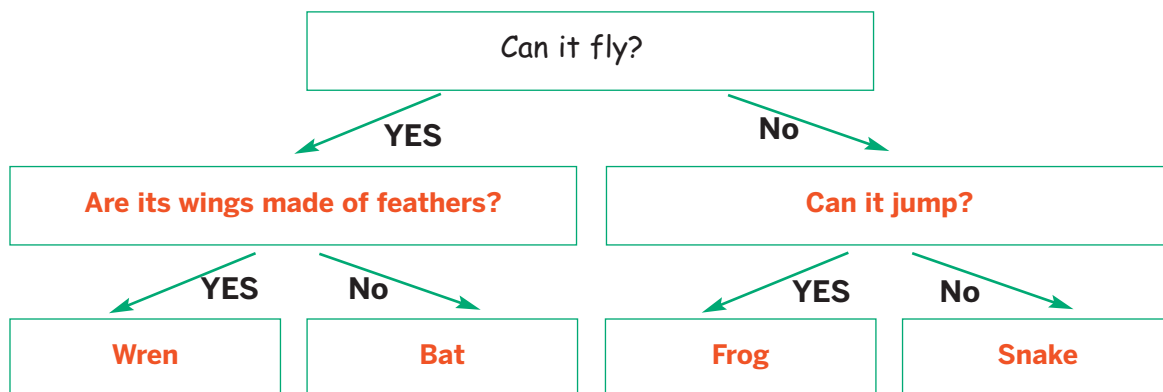 Can it fly?
YES
No
Are its wings made of feathers?
Can it jump?
YES
No
YES
No
Wren
Bat
Frog
Snake